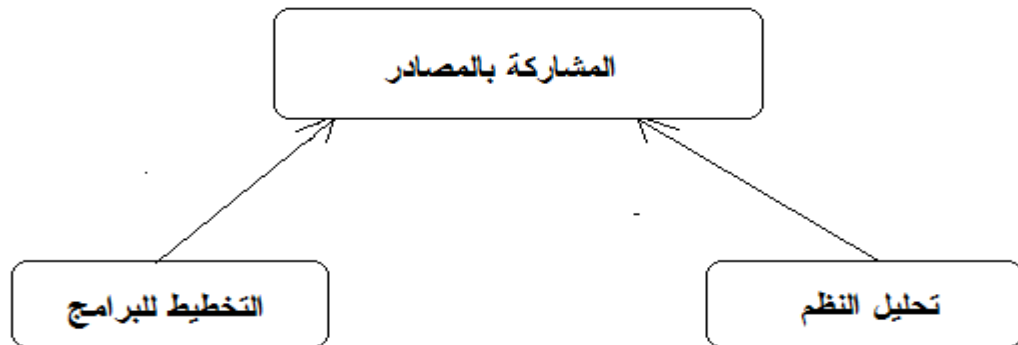 المشاركة بالمصادر
تحليل النظم
التخطيط للبرامج